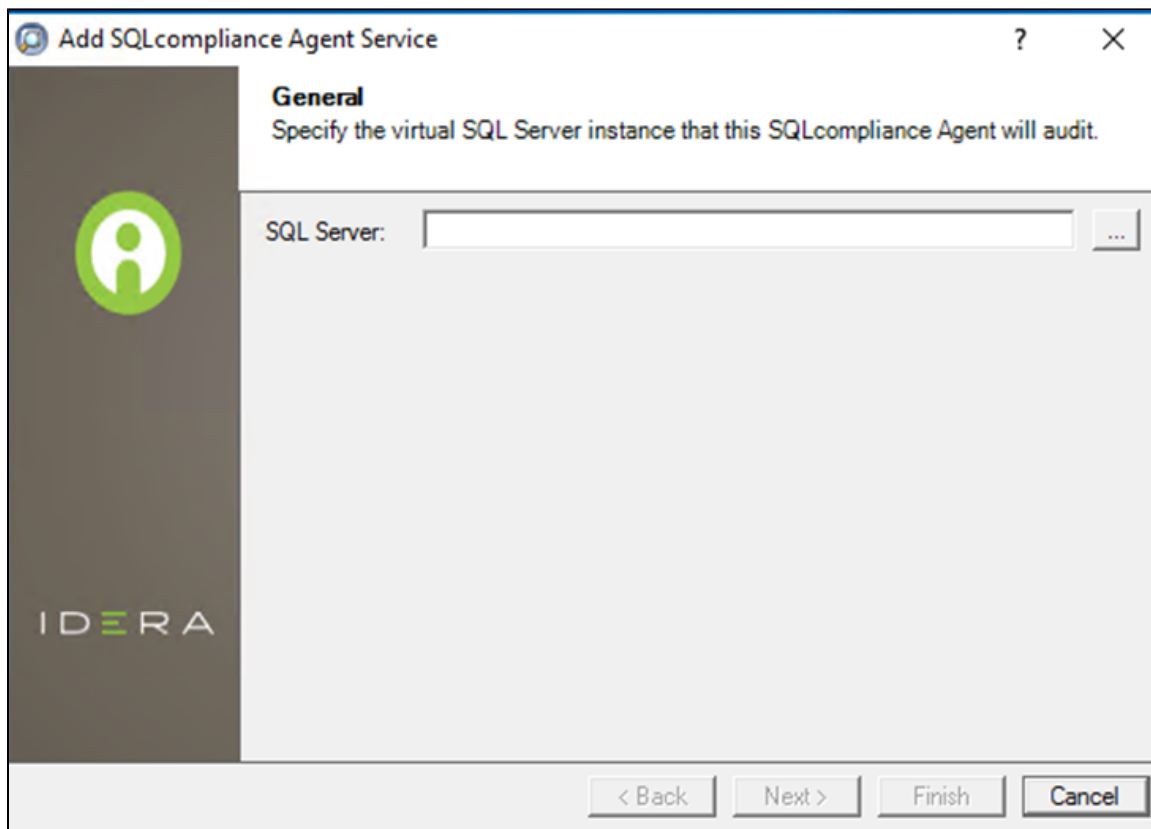 Add SQLcompliance Agent Service ?
General
Specify the virtual SQL Server instance that this SQLcompliance Agent will audit.
SQL Server: ...
IDERA
< Back Next > Finish Cancel